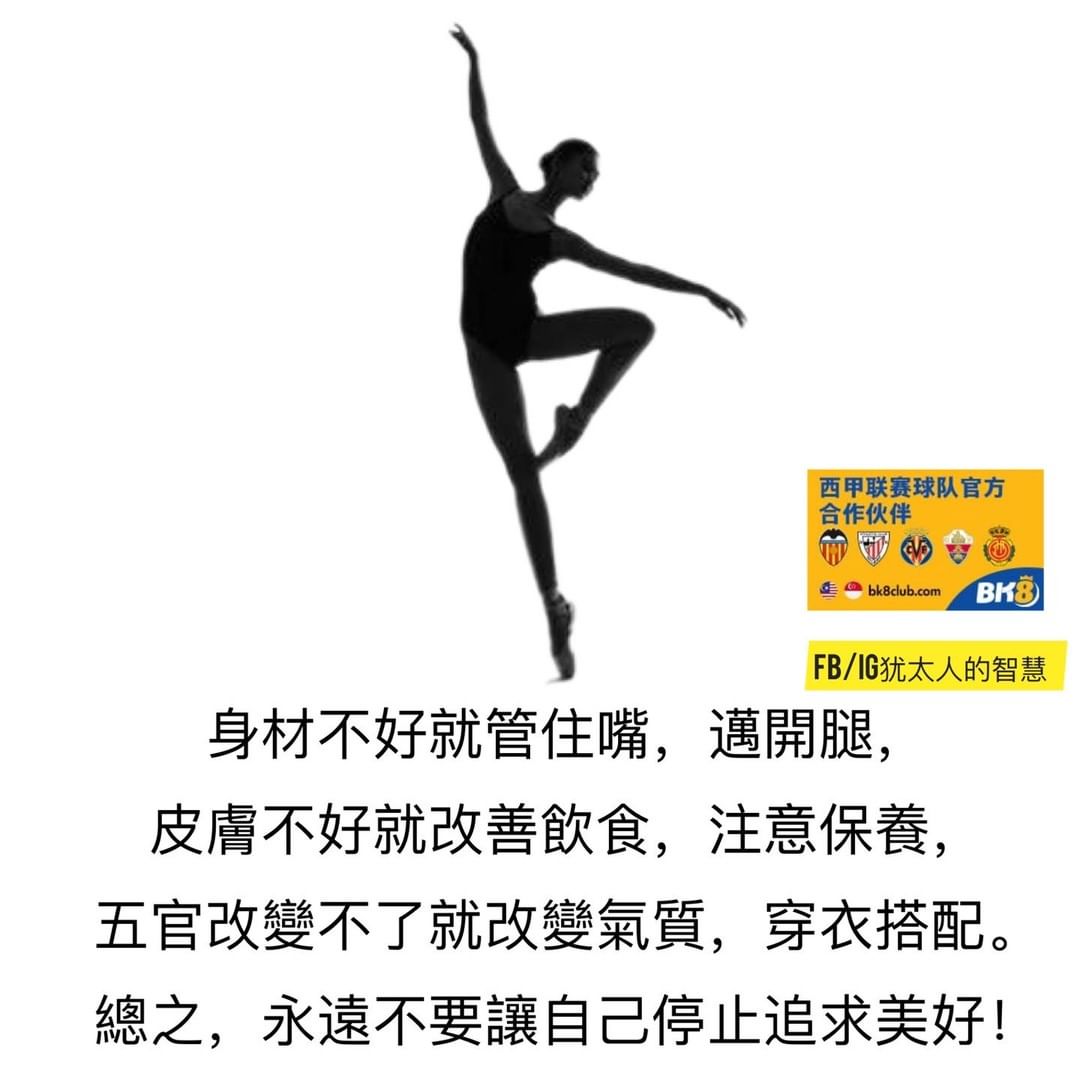 西甲联赛球队官方
合作伙伴
bk8club.com
BK8
FB/IG犹太人的智慧
身材不好就管住嘴，邁開腿，
皮膚不好就改善飲食，注意保養，
五官改變不了就改變氣質，穿衣搭配。
總之，永遠不要讓自己停止追求美好！